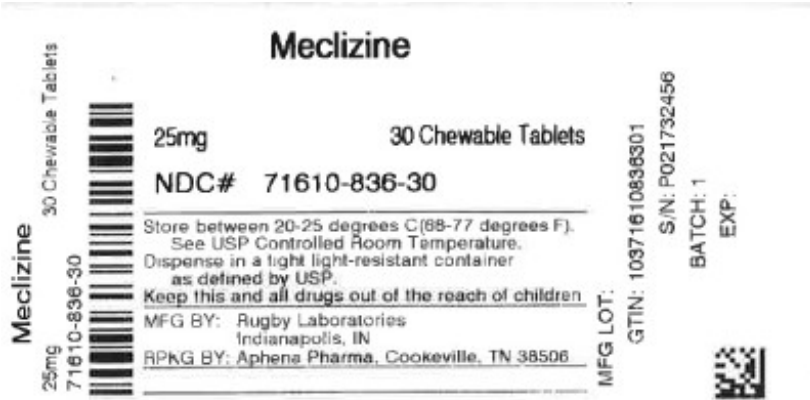 Meclizine
25mg 30 Chewable Tablets
NDC# 71610-836-30
Store between 20-25 degrees C(68-77 degrees F).
See USP Controlled Room Temperature.
Dispense in a tight light-resistant container
as defined by USP.
Keep this and all drugs out of the reach of children
MFG BY: Rugby Laboratories
Indianapolis, IN
RPKG BY: Aphena Pharma, Cookeville, TN 38506
Meclizine
25mg 30 Chewable Tablets
71610-836-30
MFG LOT:
GTIN: 10371610836301
S/N: P021732456
BATCH: 1
EXP: